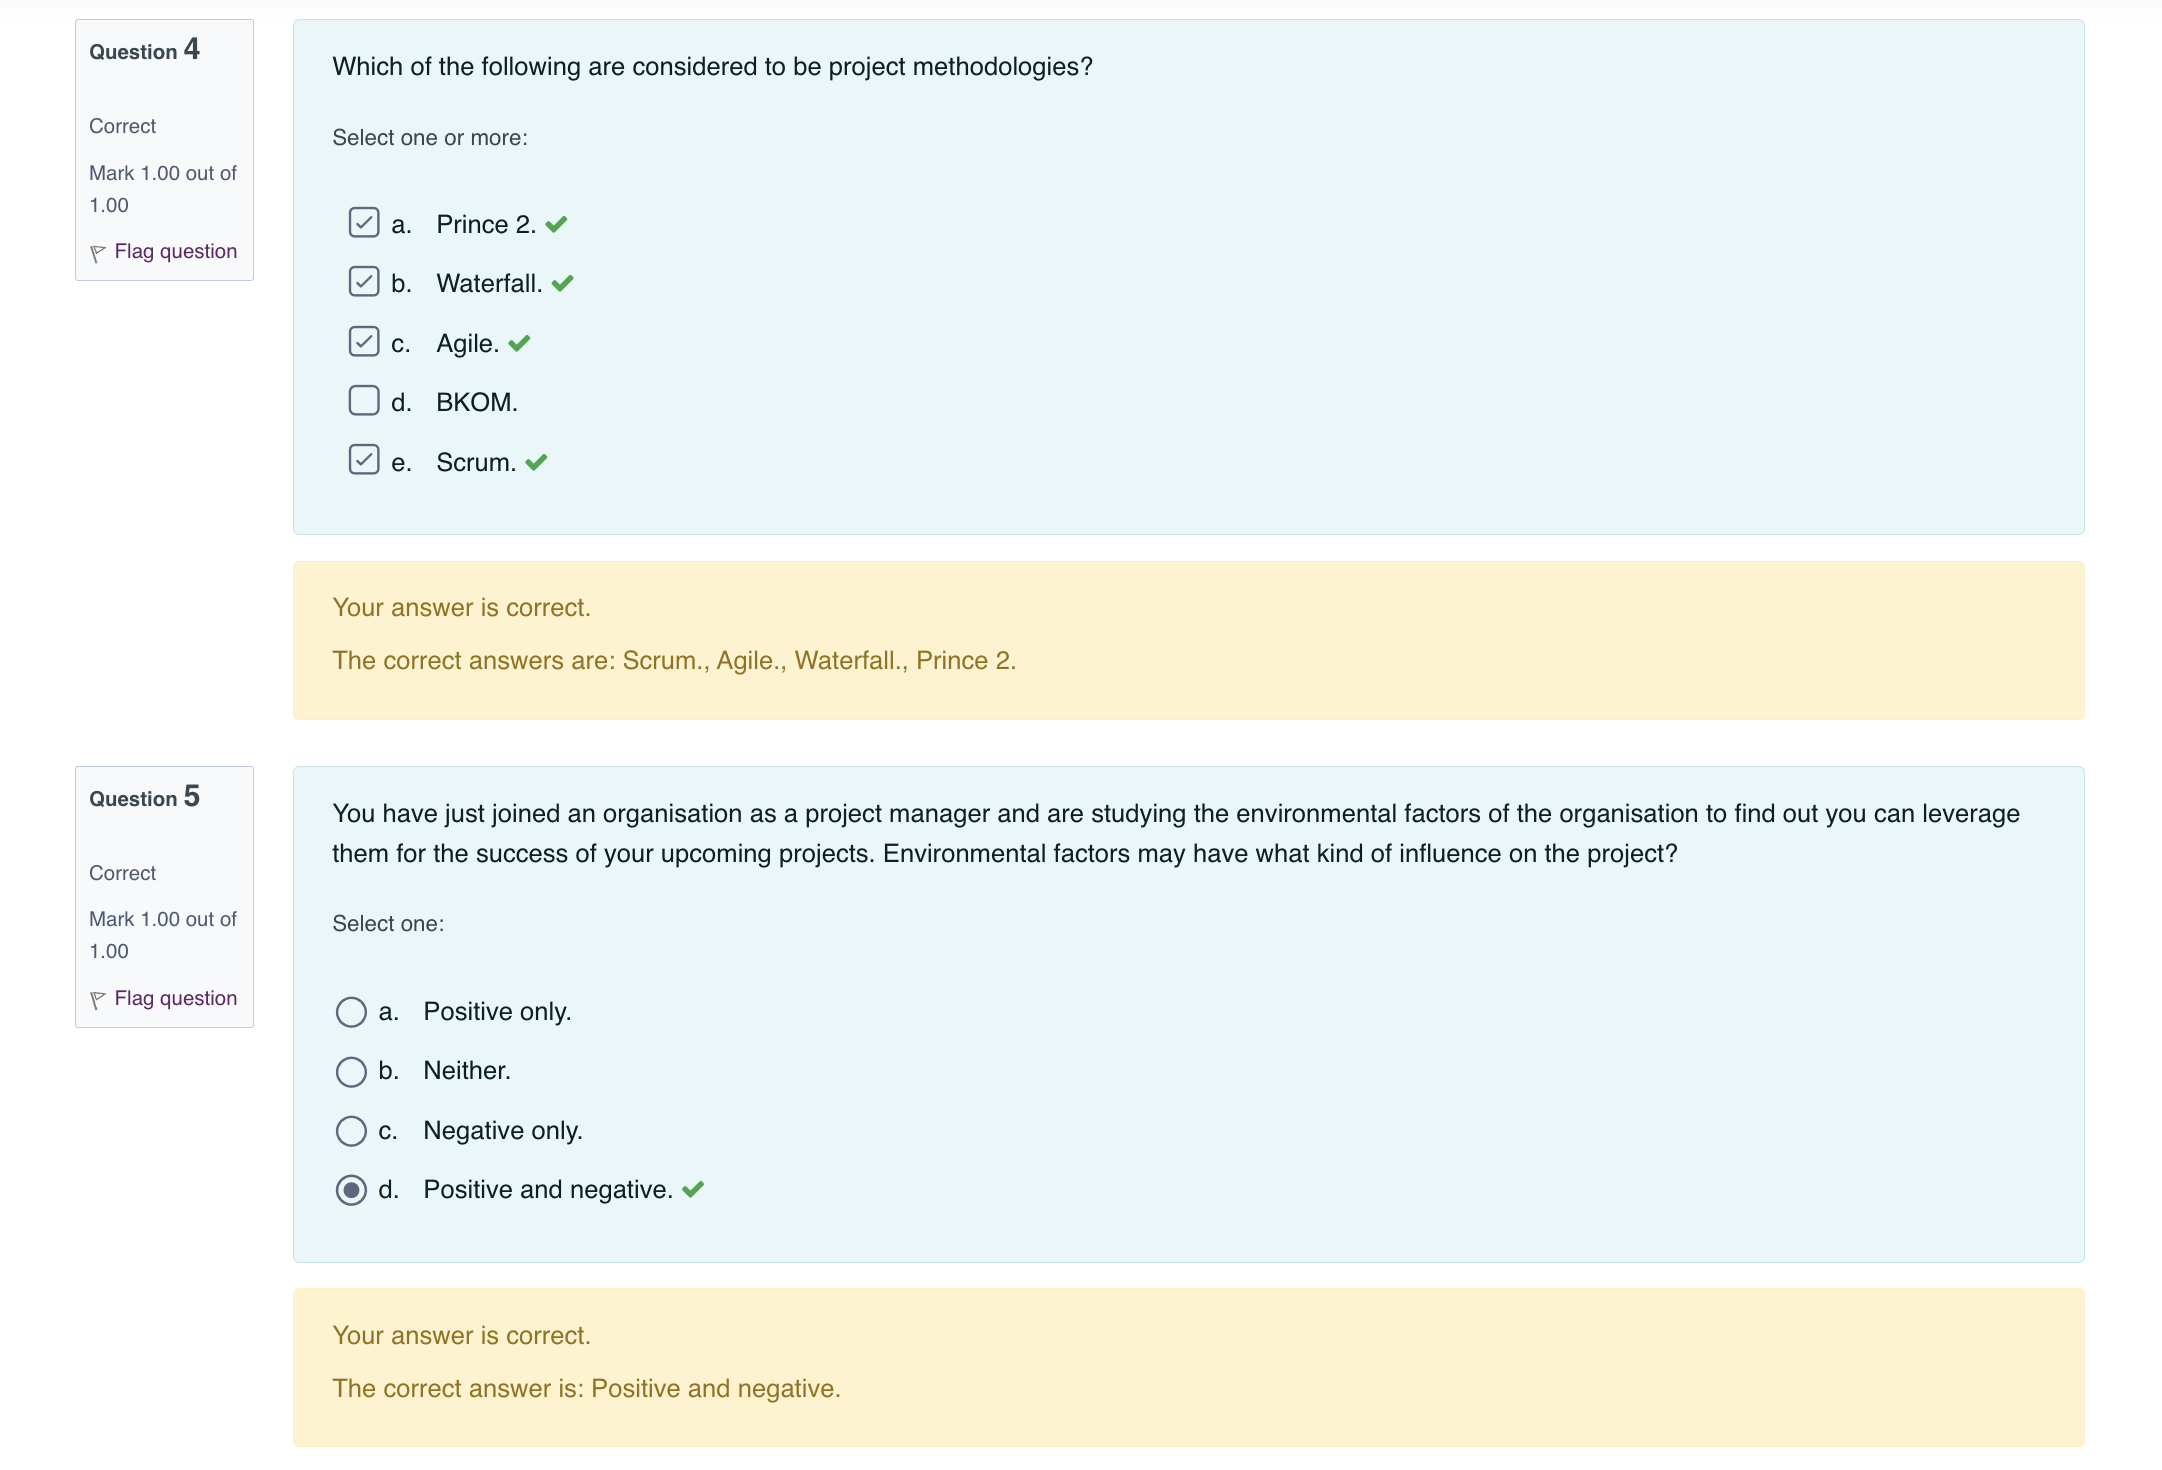 Question 4
Correct
Mark 1.00 out of
1.00
Flag question
Which of the following are considered to be project methodologies?
Select one or more:
a. Prince 2.
b. Waterfall.
c. Agile.
d. BKOM.
e. Scrum.
Your answer is correct.
The correct answers are: Scrum., Agile., Waterfall., Prince 2.
Question 5
Correct
Mark 1.00 out of
1.00
Flag question
You have just joined an organisation as a project manager and are studying the environmental factors of the organisation to find out you can leverage
them for the success of your upcoming projects. Environmental factors may have what kind of influence on the project?
Select one:
a. Positive only.
b. Neither.
c. Negative only.
d. Positive and negative.
Your answer is correct.
The correct answer is: Positive and negative.